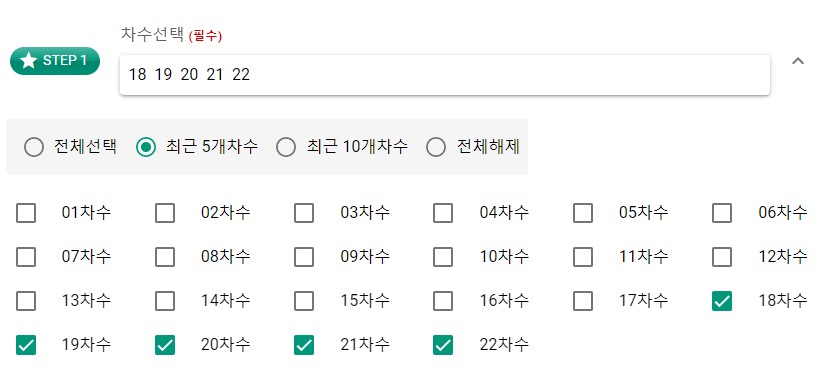 차수선택 (필수)
STEP 1
18 19 20 21 22
전체선택 최근 5개차수 최근 10개차수 전체해제
01차수 02차수 03차수 04차수 05차수 06차수
07차수 08차수 09차수 10차수 11차수 12차수
13차수 14차수 15차수 16차수 17차수 18차수
19차수 20차수 21차수 22차수